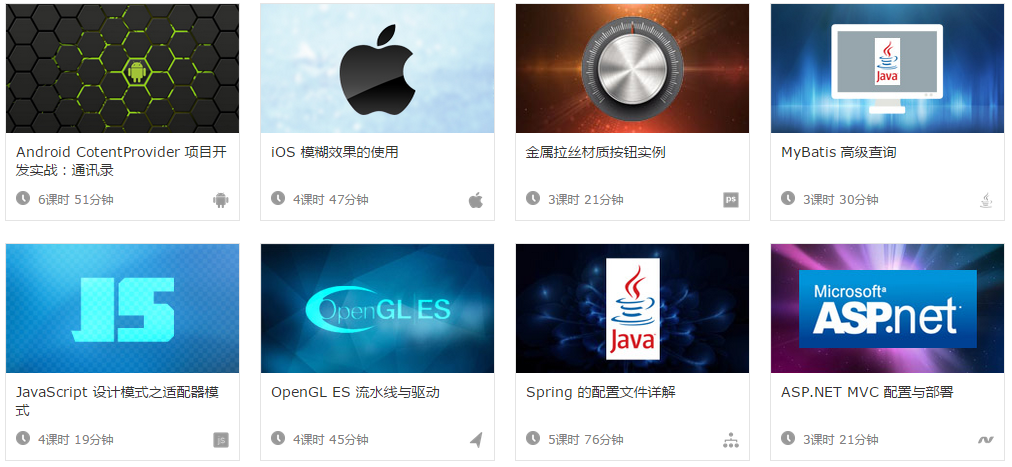 Java
Android CotentProvider 项目开
发实战：通讯录
6课时 51分钟
iOS 模糊效果的使用
4课时 47分钟
金属拉丝材质按钮实例
3课时 21分钟
ps
MyBatis 高级查询
3课时 30分钟
JS
OpenGL|ES
Java
Microsoft
ASP.net
JavaScript 设计模式之适配器模
式
4课时 19分钟
js
OpenGL ES 流水线与驱动
4课时 45分钟
Spring 的配置文件详解
5课时 76分钟
ASP.NET MVC 配置与部署
3课时 21分钟